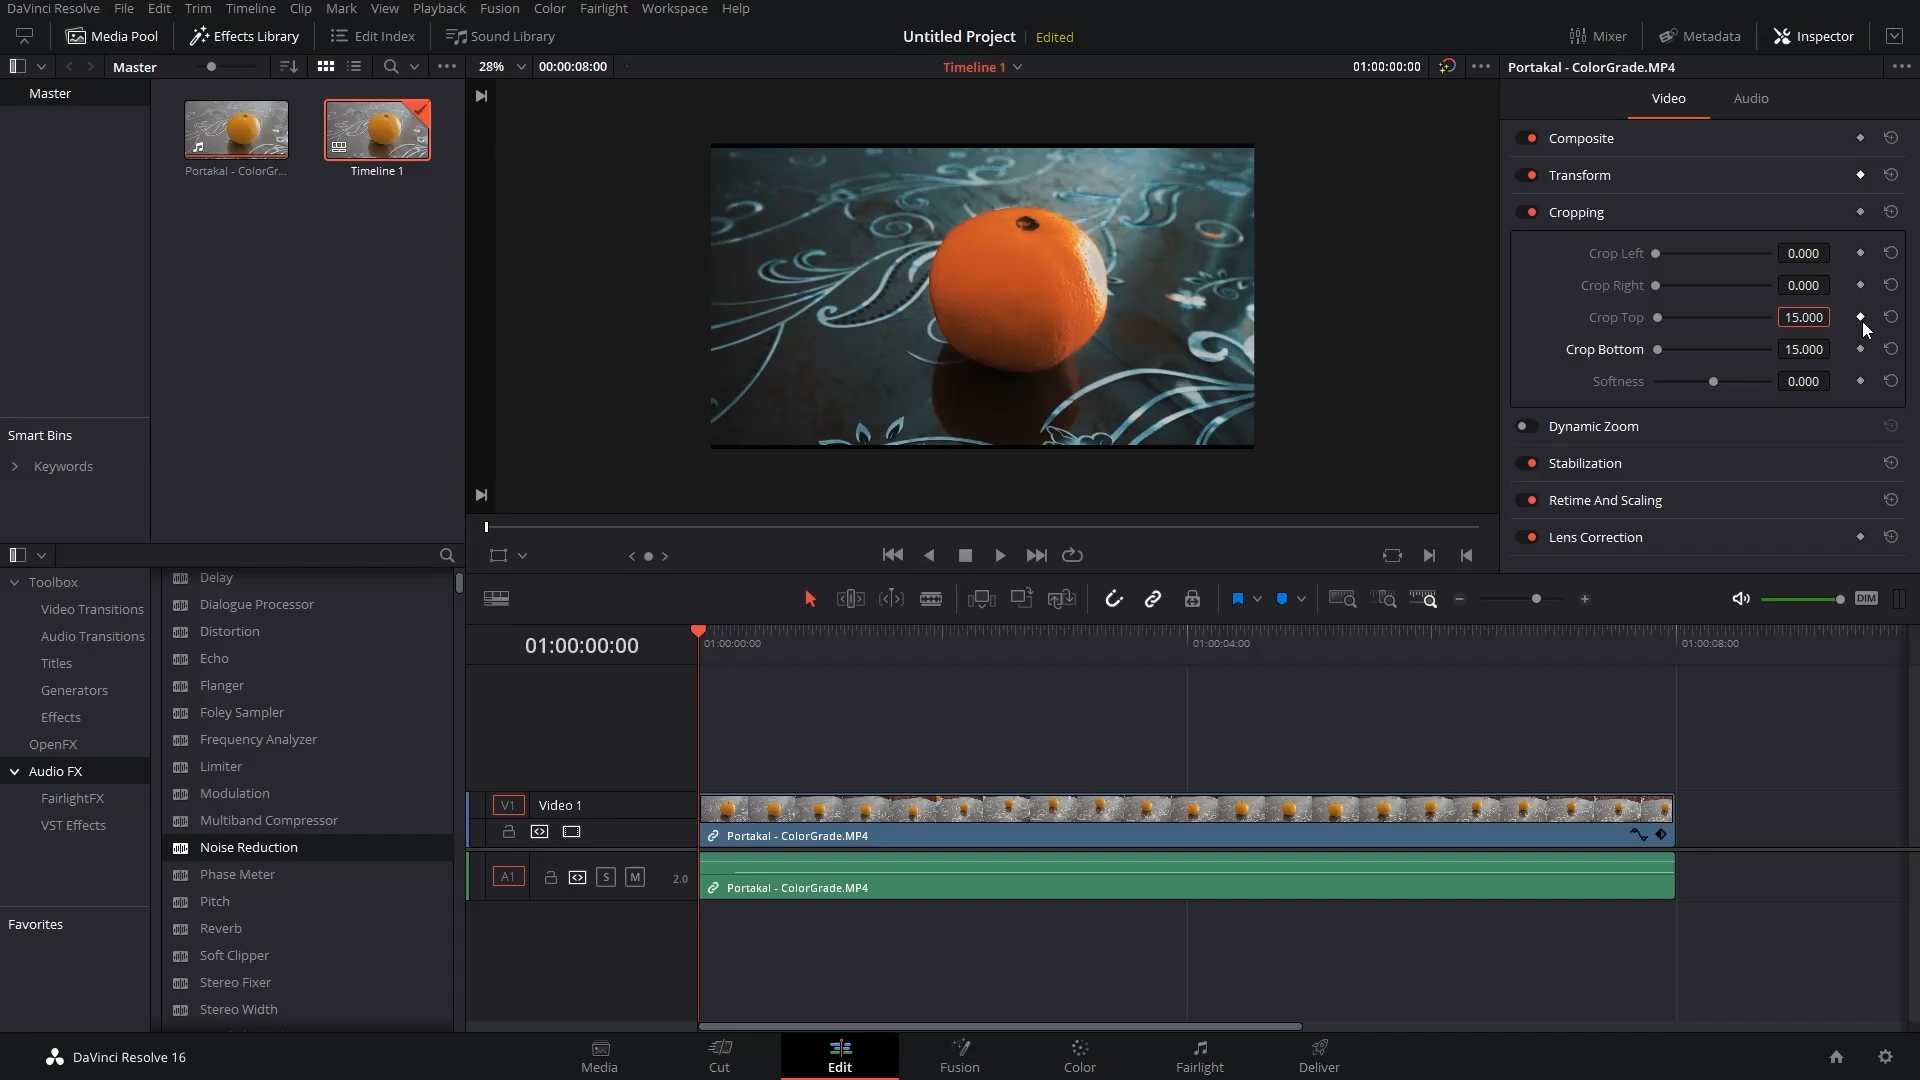 DaVinci Resolve File Edit Trim Timeline Clip Mark View Playback Fusion Color Fairlight Workspace Help
Media Pool Effects Library Edit Index Sound Library Untitled Project Edited Mixer Metadata Inspector
Master 28% 00:00:08:00 Timeline 1 01:00:00:00 Portakal - ColorGrade.MP4
Master
Portakal - ColorGr...
Timeline 1
Smart Bins
Keywords
Video Audio
Composite
Transform
Cropping
Crop Left 0.000
Crop Right 0.000
Crop Top 15.000
Crop Bottom 15.000
Softness 0.000
Dynamic Zoom
Stabilization
Retime And Scaling
Lens Correction
Toolbox
Video Transitions
Audio Transitions
Titles
Generators
Effects
OpenFX
Audio FX
FairlightFX
VST Effects
Favorites
Delay
Dialogue Processor
Distortion
Echo
Flanger
Foley Sampler
Frequency Analyzer
Limiter
Modulation
Multiband Compressor
Noise Reduction
Phase Meter
Pitch
Reverb
Soft Clipper
Stereo Fixer
Stereo Width
DIM
01:00:00:00
01:00:00:00 01:00:04:00 01:00:08:00
V1 Video 1
Portakal - ColorGrade.MP4
A1 S M 2.0
Portakal - ColorGrade.MP4
DaVinci Resolve 16
Media Cut Edit Fusion Color Fairlight Deliver